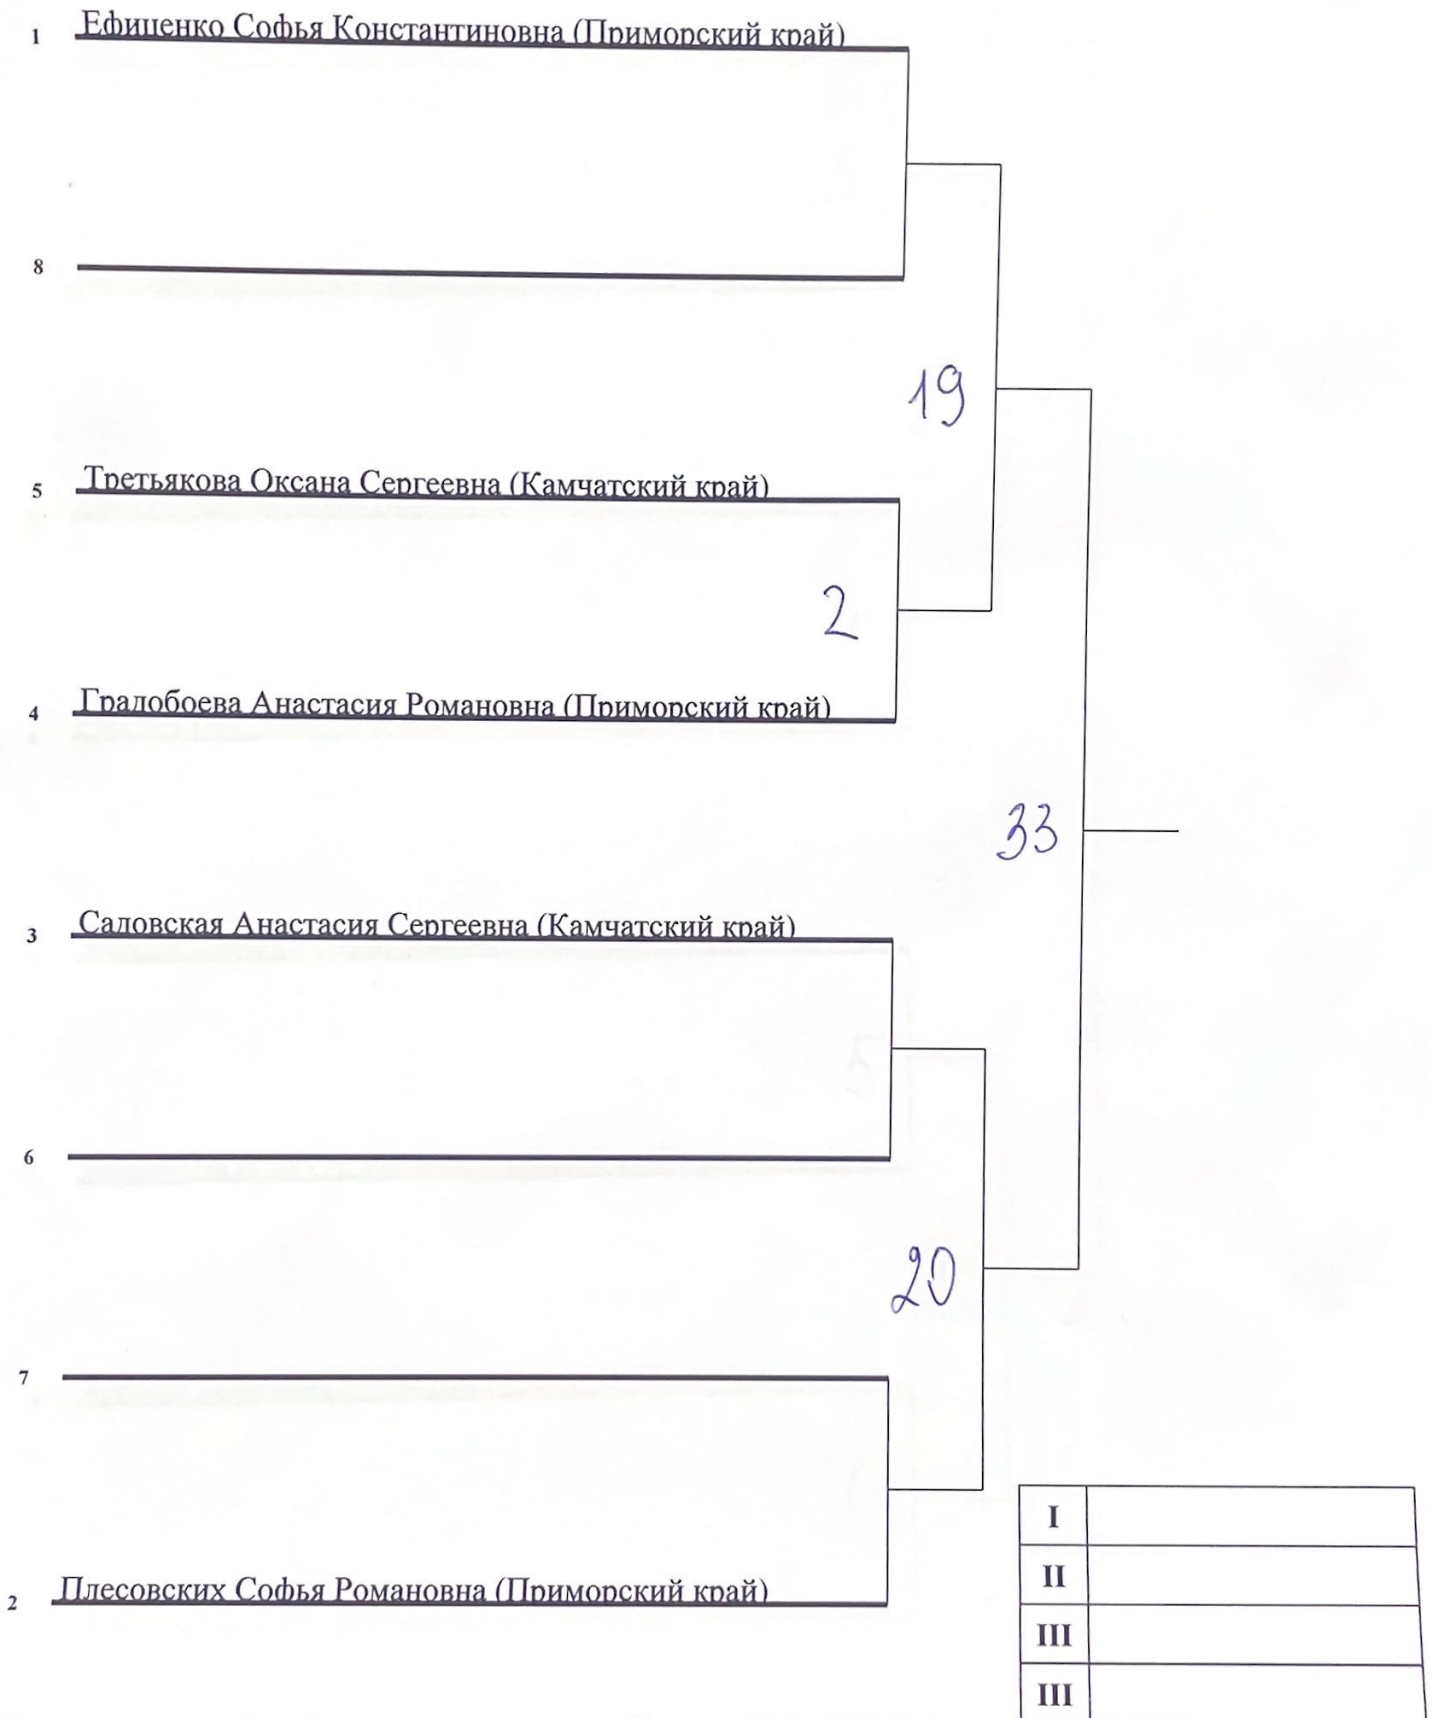 1 Ефиценко Софья Константиновна (Приморский край)
8
19
5 Третьякова Оксана Сергеевна (Камчатский край)
2
4 Градобоева Анастасия Романовна (Приморский край)
33
3 Садовская Анастасия Сергеевна (Камчатский край)
6
20
7
I
II
2 Плесовских Софья Романовна (Приморский край)
III
III